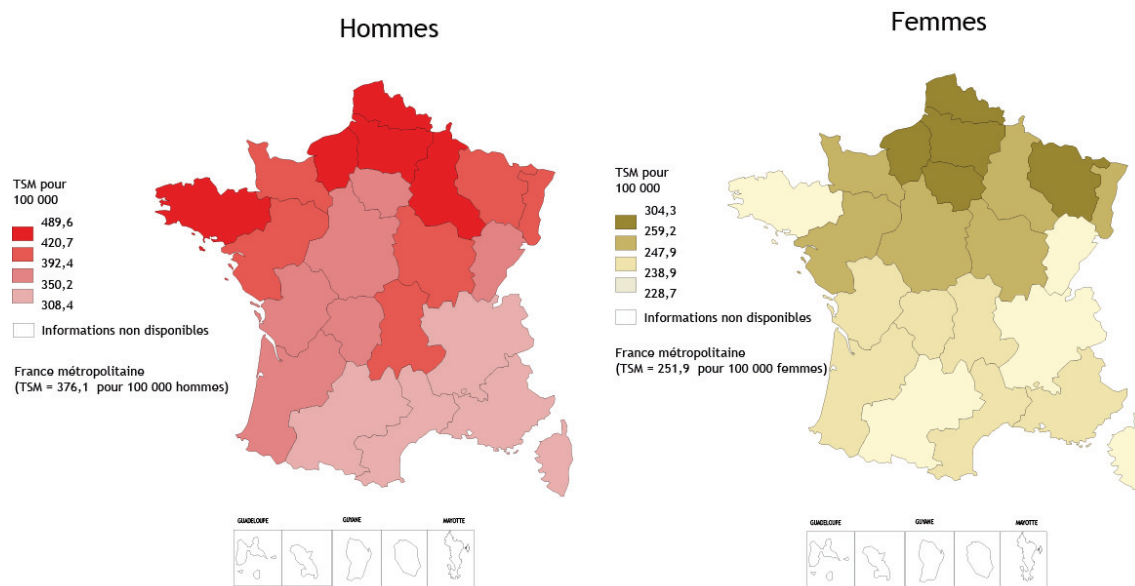 Hommes
TSM pour
100 000
489,6
420,7
392,4
350,2
308,4
Informations non disponibles
France métropolitaine
(TSM = 376,1 pour 100 000 hommes)
GUADELOUPE
GUYANE
MAYOTTE
Femmes
TSM pour
100 000
304,3
259,2
247,9
238,9
228,7
Informations non disponibles
France métropolitaine
(TSM = 251,9 pour 100 000 femmes)
GUADELOUPE
GUYANE
MAYOTTE